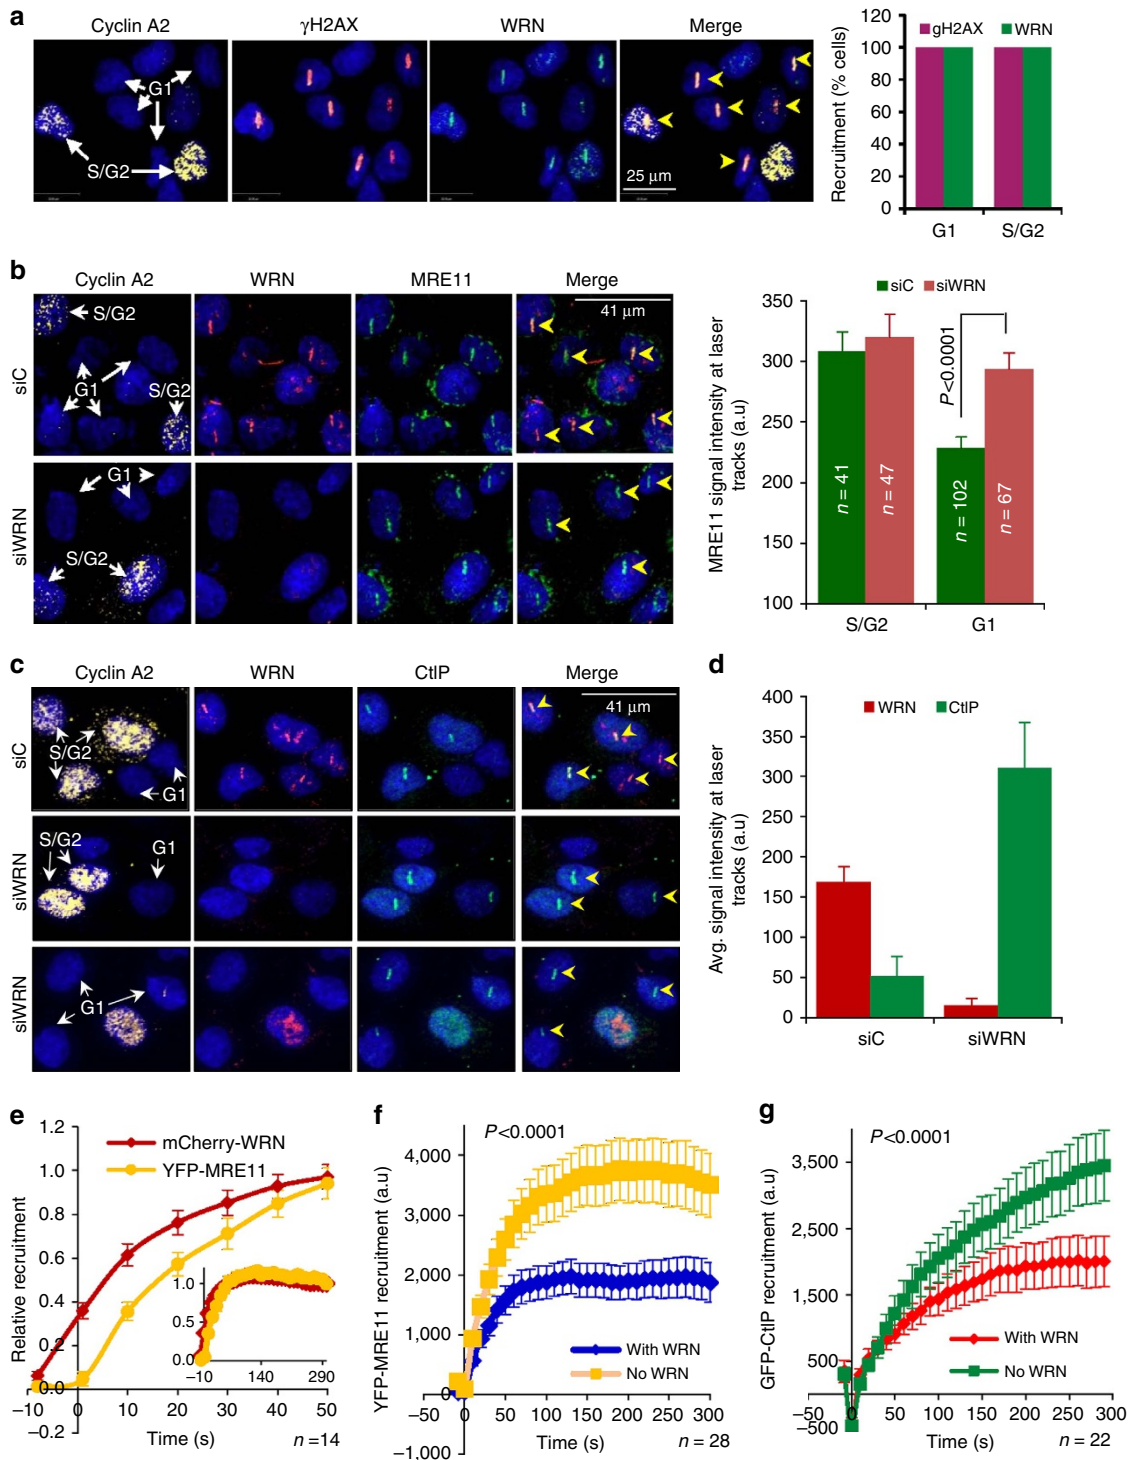 a
Cyclin A2
γH2AX
WRN
Merge
G1
S/G2
25 μm
gH2AX
WRN
Recruitment (% cells)
120
100
80
60
40
20
0
G1
S/G2
b
Cyclin A2
WRN
MRE11
Merge
siC
S/G2
G1
S/G2
41 μm
siWRN
G1
S/G2
siC
siWRN
MRE11 signal intensity at laser
tracks (a.u)
350
300
250
200
150
100
P<0.0001
n = 41
n = 47
n = 102
n = 67
S/G2
G1
c
Cyclin A2
WRN
CtIP
Merge
siC
S/G2
G1
41 μm
siWRN
S/G2
G1
siWRN
G1
d
WRN
CtIP
Avg. signal intensity at laser
tracks (a.u)
400
350
300
250
200
150
100
50
0
siC
siWRN
e
mCherry-WRN
YFP-MRE11
Relative recruitment
1.2
1.0
0.8
0.6
0.4
0.2
0.0
−0.2
−10
0
10
20
30
40
50
1.0
0.5
0.0
−10
140
290
Time (s)
n =14
f
P<0.0001
YFP-MRE11 recruitment (a.u)
4,000
3,000
2,000
1,000
0
−1,000
With WRN
No WRN
−50
0
50
100
150
200
250
300
Time (s)
n = 28
g
P<0.0001
GFP-CtIP recruitment (a.u)
3,500
2,500
1,500
500
−500
With WRN
No WRN
−50
0
50
100
150
200
250
300
Time (s)
n = 22